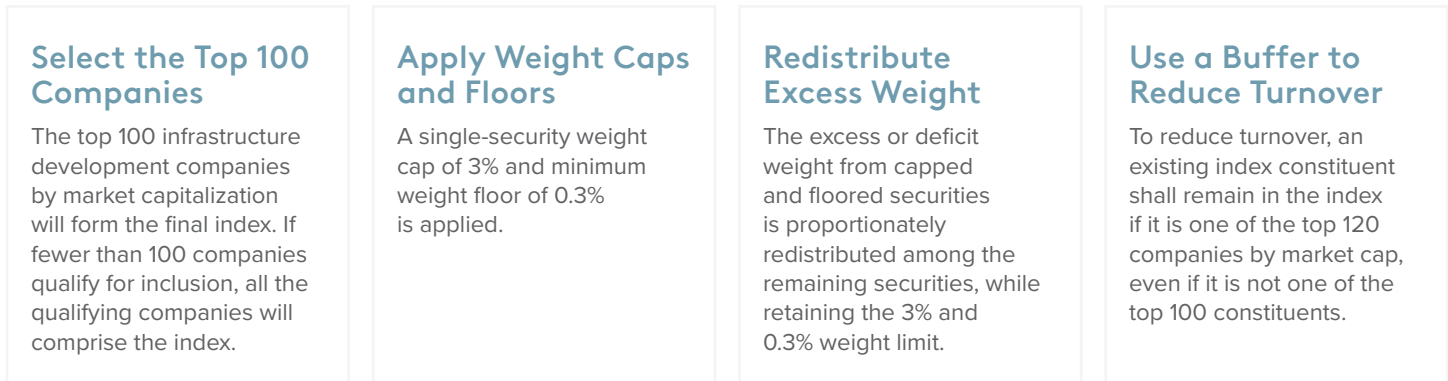 Select the Top 100
Companies
The top 100 infrastructure
development companies
by market capitalization
will form the final index. If
fewer than 100 companies
qualify for inclusion, all the
qualifying companies will
comprise the index.
Apply Weight Caps
and Floors
A single-security weight
cap of 3% and minimum
weight floor of 0.3%
is applied.
Redistribute
Excess Weight
The excess or deficit
weight from capped
and floored securities
is proportionately
redistributed among the
remaining securities, while
retaining the 3% and
0.3% weight limit.
Use a Buffer to
Reduce Turnover
To reduce turnover, an
existing index constituent
shall remain in the index
if it is one of the top 120
companies by market cap,
even if it is not one of the
top 100 constituents.